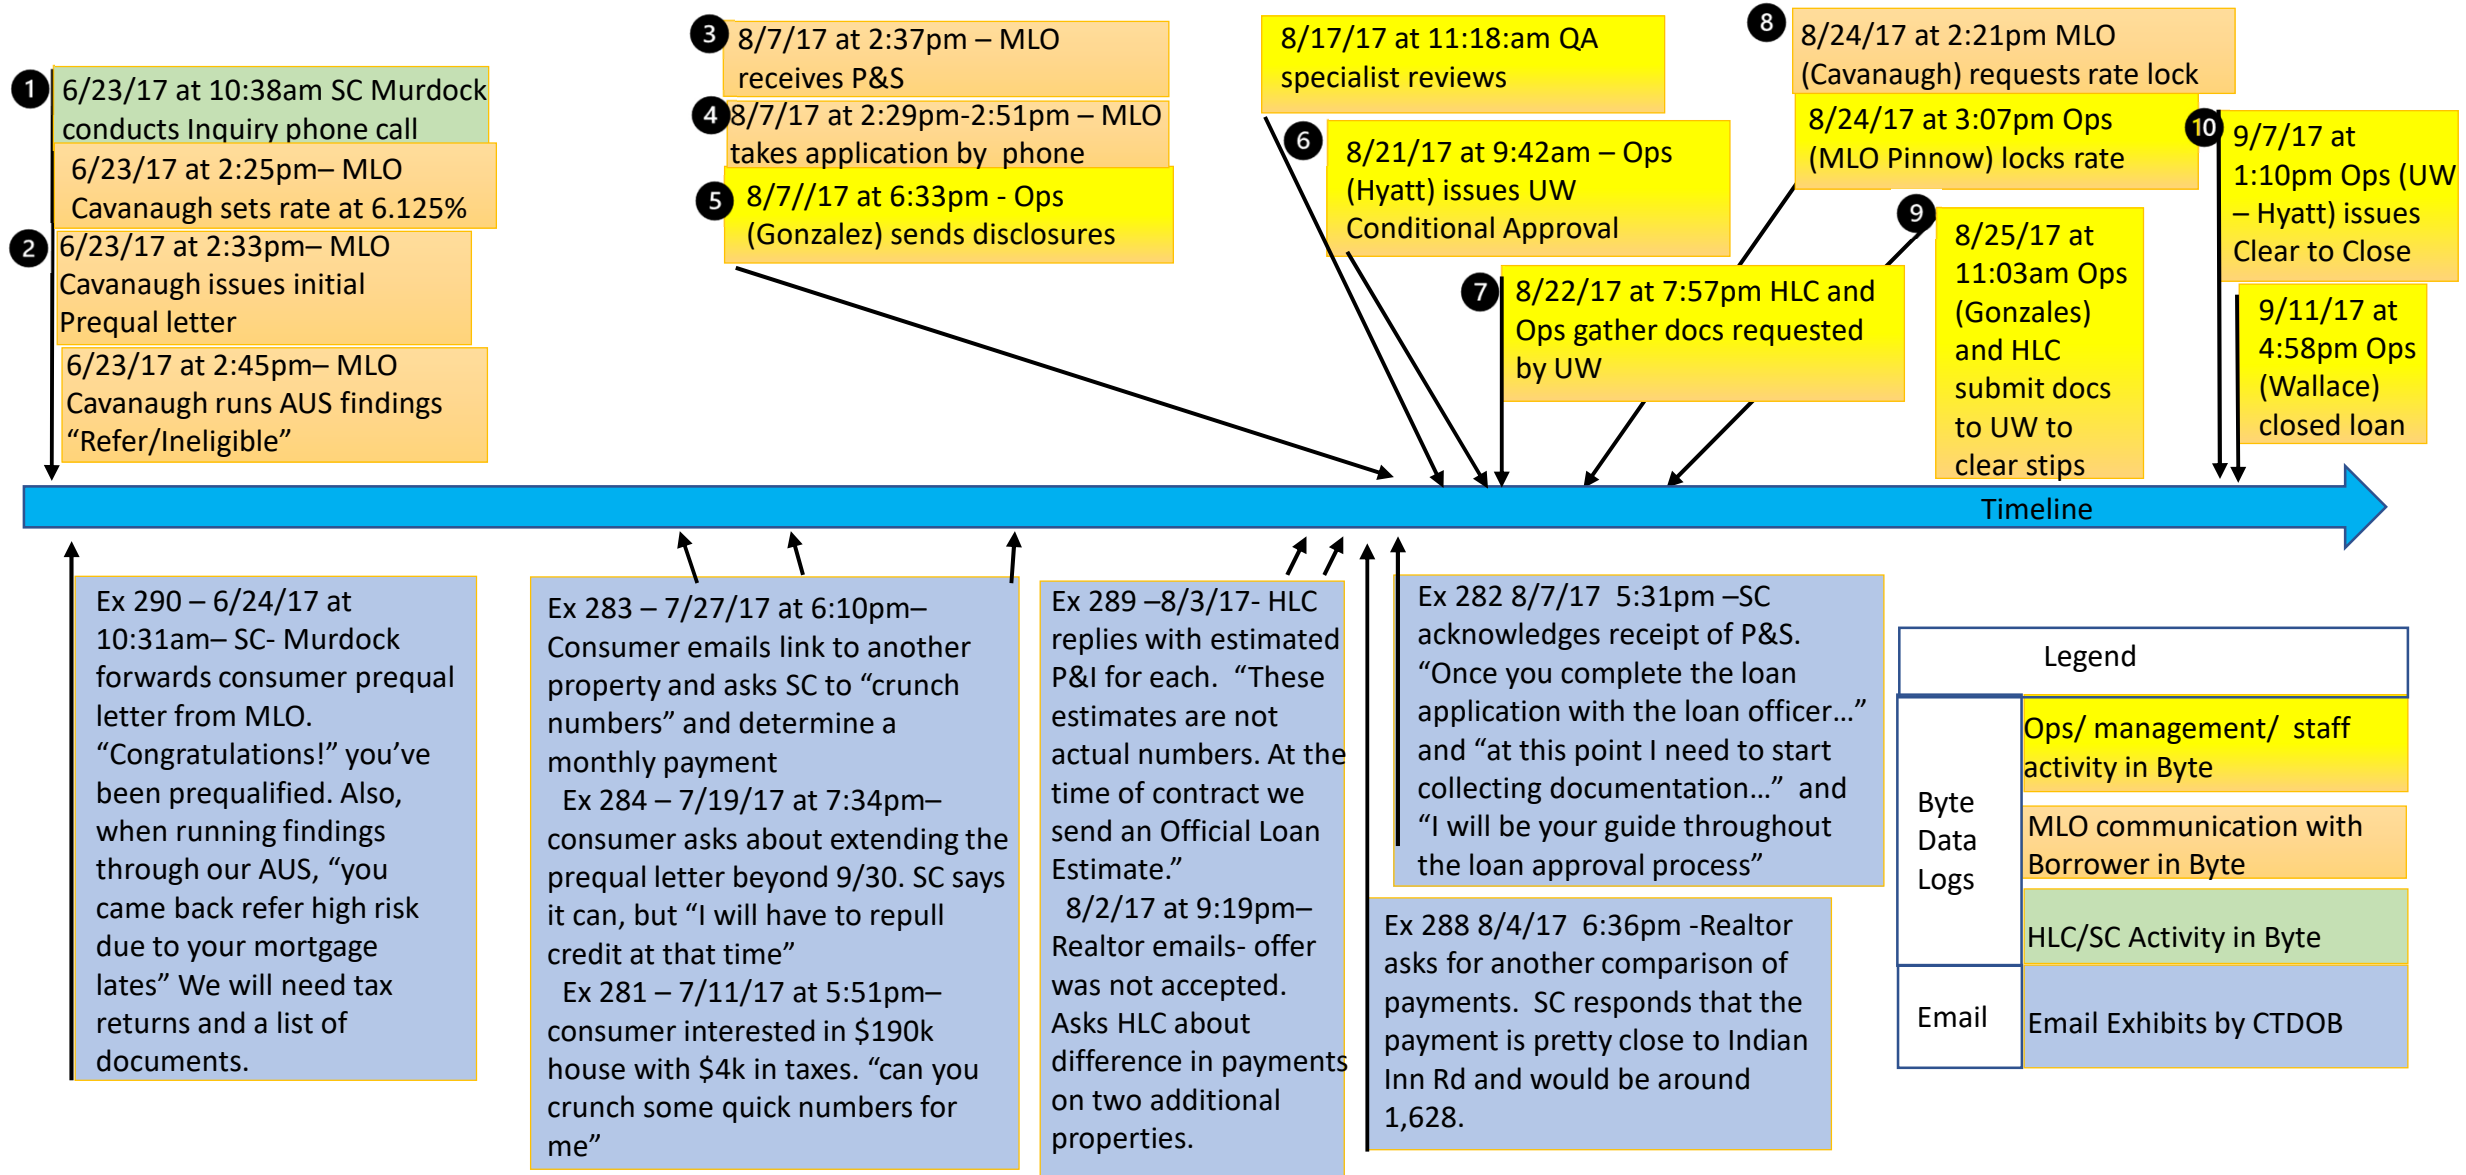 1
6/23/17 at 10:38am SC Murdock
conducts Inquiry phone call
6/23/17 at 2:25pm– MLO
Cavanaugh sets rate at 6.125%
2
6/23/17 at 2:33pm– MLO
Cavanaugh issues initial
Prequal letter
6/23/17 at 2:45pm– MLO
Cavanaugh runs AUS findings
“Refer/Ineligible”
3
8/7/17 at 2:37pm – MLO
receives P&S
4
8/7/17 at 2:29pm-2:51pm – MLO
takes application by  phone
5
8/7//17 at 6:33pm - Ops
(Gonzalez) sends disclosures
8/17/17 at 11:18:am QA
specialist reviews
6
8/21/17 at 9:42am – Ops
(Hyatt) issues UW
Conditional Approval
7
8/22/17 at 7:57pm HLC and
Ops gather docs requested
by UW
8
8/24/17 at 2:21pm MLO
(Cavanaugh) requests rate lock
8/24/17 at 3:07pm Ops
(MLO Pinnow) locks rate
9
8/25/17 at
11:03am Ops
(Gonzales)
and HLC
submit docs
to UW to
clear stips
10
9/7/17 at
1:10pm Ops (UW
– Hyatt) issues
Clear to Close
9/11/17 at
4:58pm Ops
(Wallace)
closed loan
Timeline
Ex 290 – 6/24/17 at
10:31am– SC- Murdock
forwards consumer prequal
letter from MLO.
“Congratulations!” you’ve
been prequalified. Also,
when running findings
through our AUS, “you
came back refer high risk
due to your mortgage
lates” We will need tax
returns and a list of
documents.
Ex 283 – 7/27/17 at 6:10pm–
Consumer emails link to another
property and asks SC to “crunch
numbers” and determine a
monthly payment
Ex 284 – 7/19/17 at 7:34pm–
consumer asks about extending the
prequal letter beyond 9/30. SC says
it can, but “I will have to repull
credit at that time”
Ex 281 – 7/11/17 at 5:51pm–
consumer interested in $190k
house with $4k in taxes. “can you
crunch some quick numbers for
me”
Ex 289 –8/3/17- HLC
replies with estimated
P&I for each.  “These
estimates are not
actual numbers. At the
time of contract we
send an Official Loan
Estimate.”
8/2/17 at 9:19pm–
Realtor emails- offer
was not accepted.
Asks HLC about
difference in payments
on two additional
properties.
Ex 282 8/7/17  5:31pm –SC
acknowledges receipt of P&S.
“Once you complete the loan
application with the loan officer…”
and “at this point I need to start
collecting documentation…”  and
“I will be your guide throughout
the loan approval process”
Ex 288 8/4/17  6:36pm -Realtor
asks for another comparison of
payments.  SC responds that the
payment is pretty close to Indian
Inn Rd and would be around
1,628.
Legend
Byte
Data
Logs
Ops/ management/  staff
activity in Byte
MLO communication with
Borrower in Byte
HLC/SC Activity in Byte
Email
Email Exhibits by CTDOB